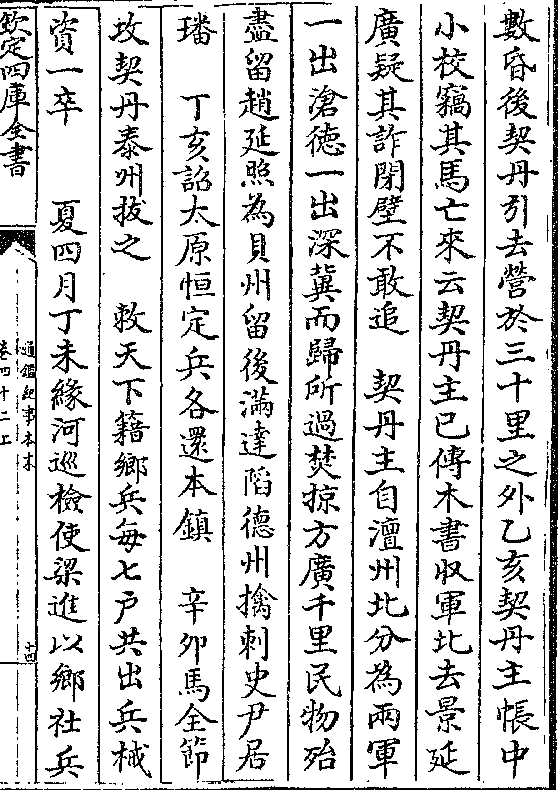 數昏後契丹引去營於三十里之外乙亥契丹主帳中
小校竊其馬亡來云契丹主已傳木書收軍北去景延
廣疑其詐閉壁不敢追　契丹主自澶州北分為兩軍
一出滄德一出深冀而歸所過焚掠方廣千里民物殆
盡留趙延照為貝州留後滿達陷德州擒刺史尹居
璠　丁亥詔太原恒定兵各還本鎮　辛卯馬全節
攻契丹泰州拔之　敕天下籍鄉兵每七戸共出兵械
資一卒　夏四月丁未緣河巡檢使梁進以鄉社兵
欽定四庫全書
通鑑紀事本末
卷四十二上
十四